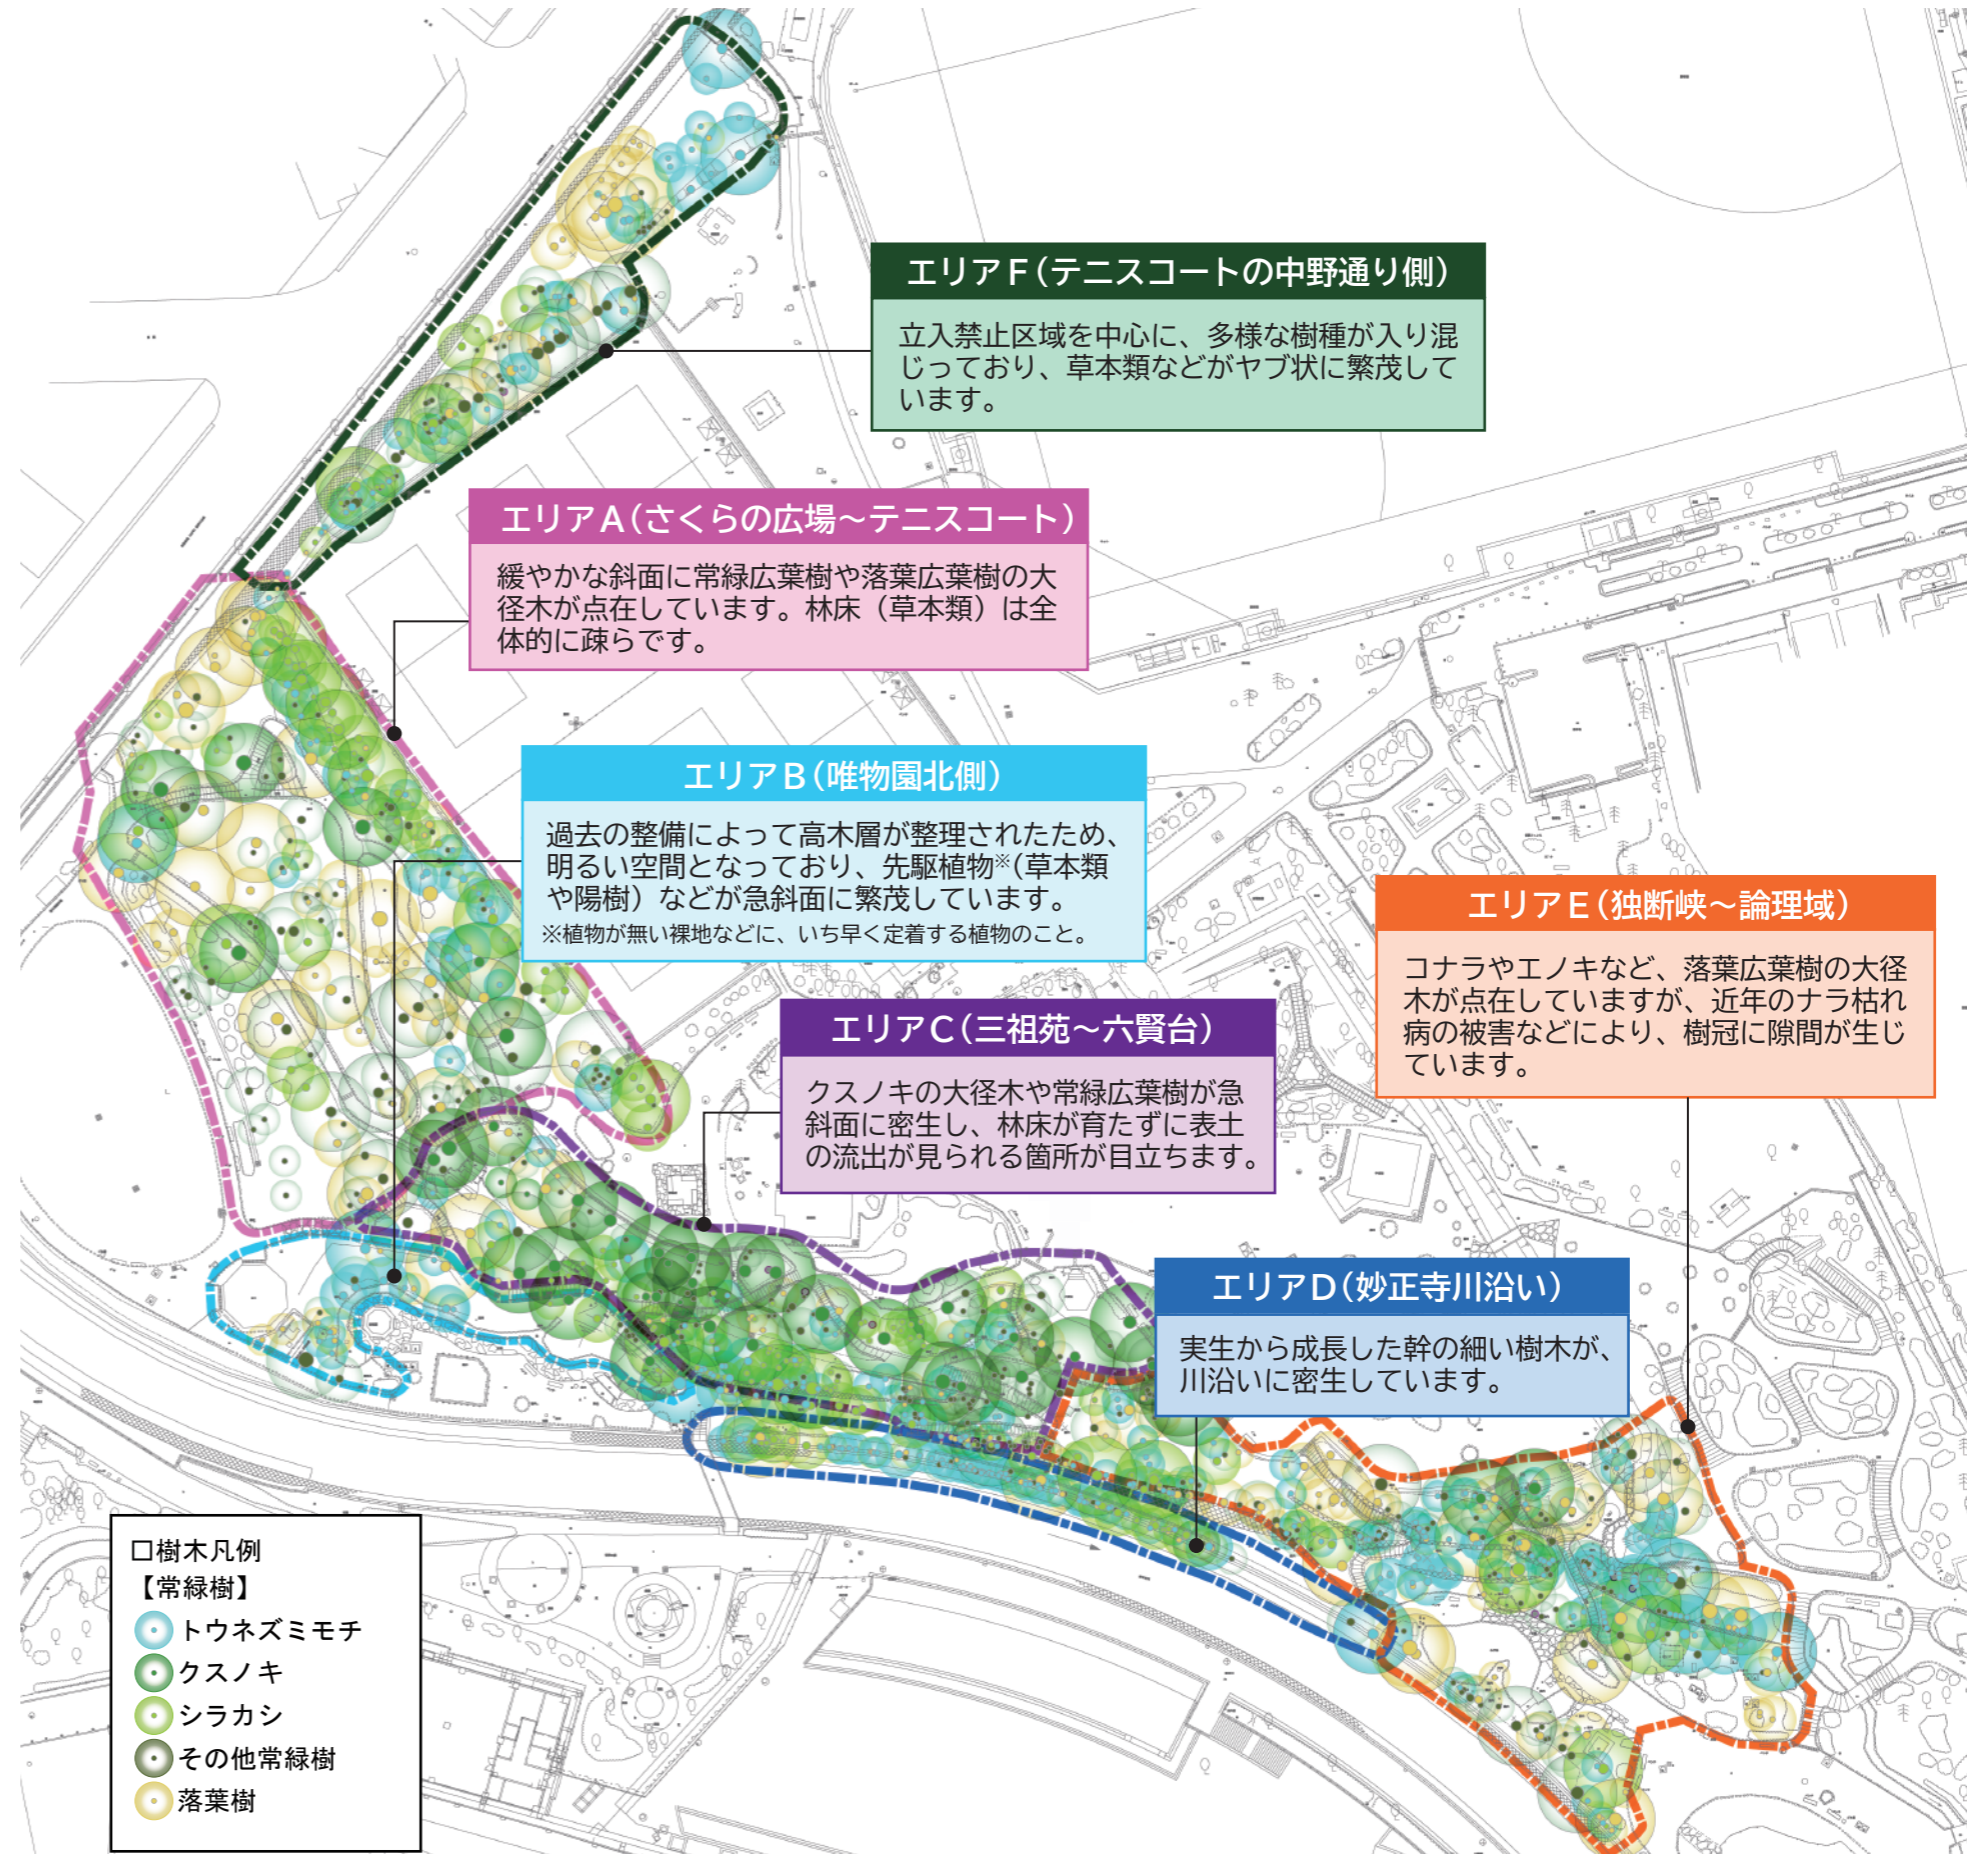 エリアF(テニスコートの中野通り側)
立入禁止区域を中心に、多様な樹種が入り混
じっており、草本類などがヤブ状に繁茂して
います。
エリアA(さくらの広場～テニスコート)
緩やかな斜面に常緑広葉樹や落葉広葉樹の大
径木が点在しています。林床（草本類）は全
体的に疎らです。
エリアB(唯物園北側)
過去の整備によって高木層が整理されたため、
明るい空間となっており、先駆植物※(草本類
や陽樹）などが急斜面に繁茂しています。
※植物が無い裸地などに、いち早く定着する植物のこと。
エリアE(独断峡～論理域)
コナラやエノキなど、落葉広葉樹の大径
木が点在していますが、近年のナラ枯れ
病の被害などにより、樹冠に隙間が生じ
ています。
エリアC(三祖苑～六賢台)
クスノキの大径木や常緑広葉樹が急
斜面に密生し、林床が育たずに表土
の流出が見られる箇所が目立ちます。
エリアD(妙正寺川沿い)
実生から成長した幹の細い樹木が、
川沿いに密生しています。
□樹木凡例
【常緑樹】
トウネズミモチ
クスノキ
シラカシ
その他常緑樹
落葉樹